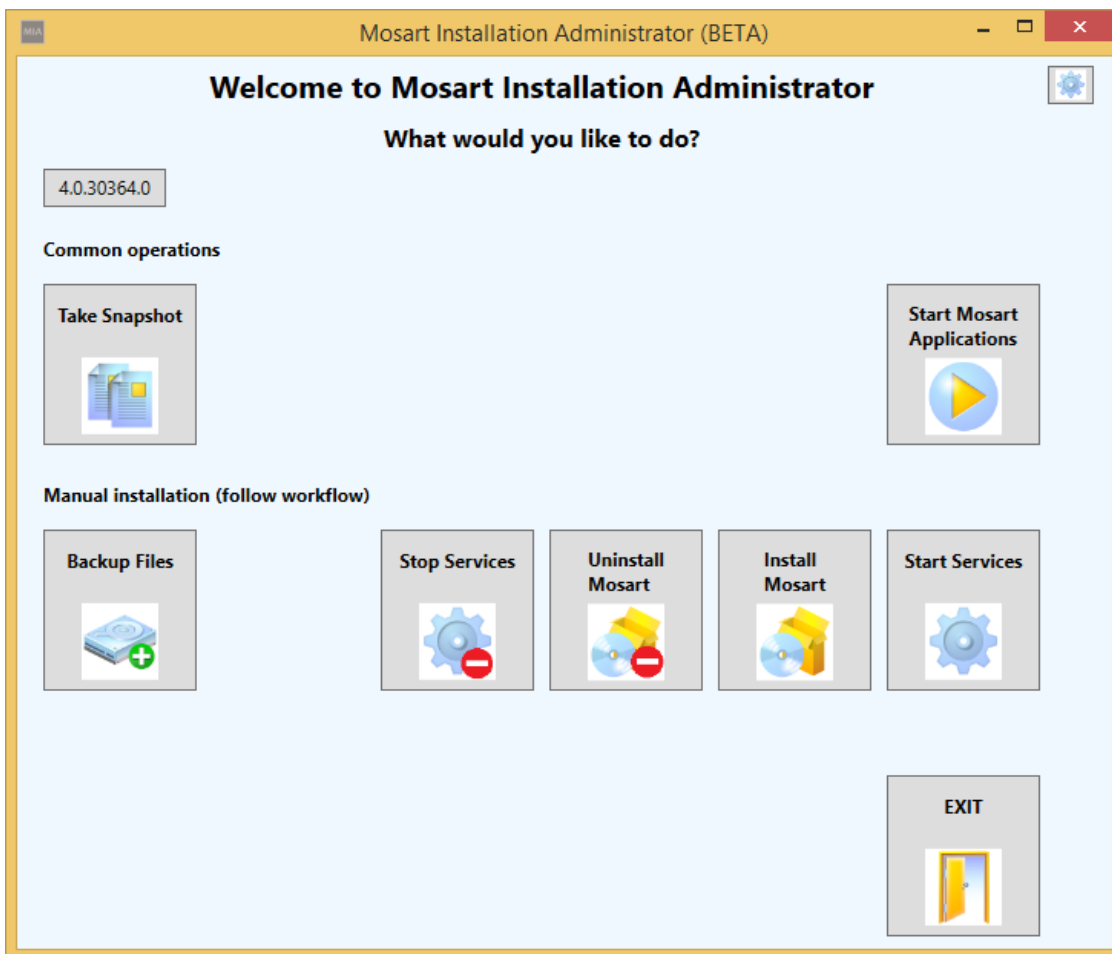 MIA
Mosart Installation Administrator (BETA)
Welcome to Mosart Installation Administrator
What would you like to do?
4.0.30364.0
Common operations
Take Snapshot
Start Mosart
Applications
Manual installation (follow workflow)
Backup Files
Stop Services
Uninstall
Mosart
Install
Mosart
Start Services
EXIT